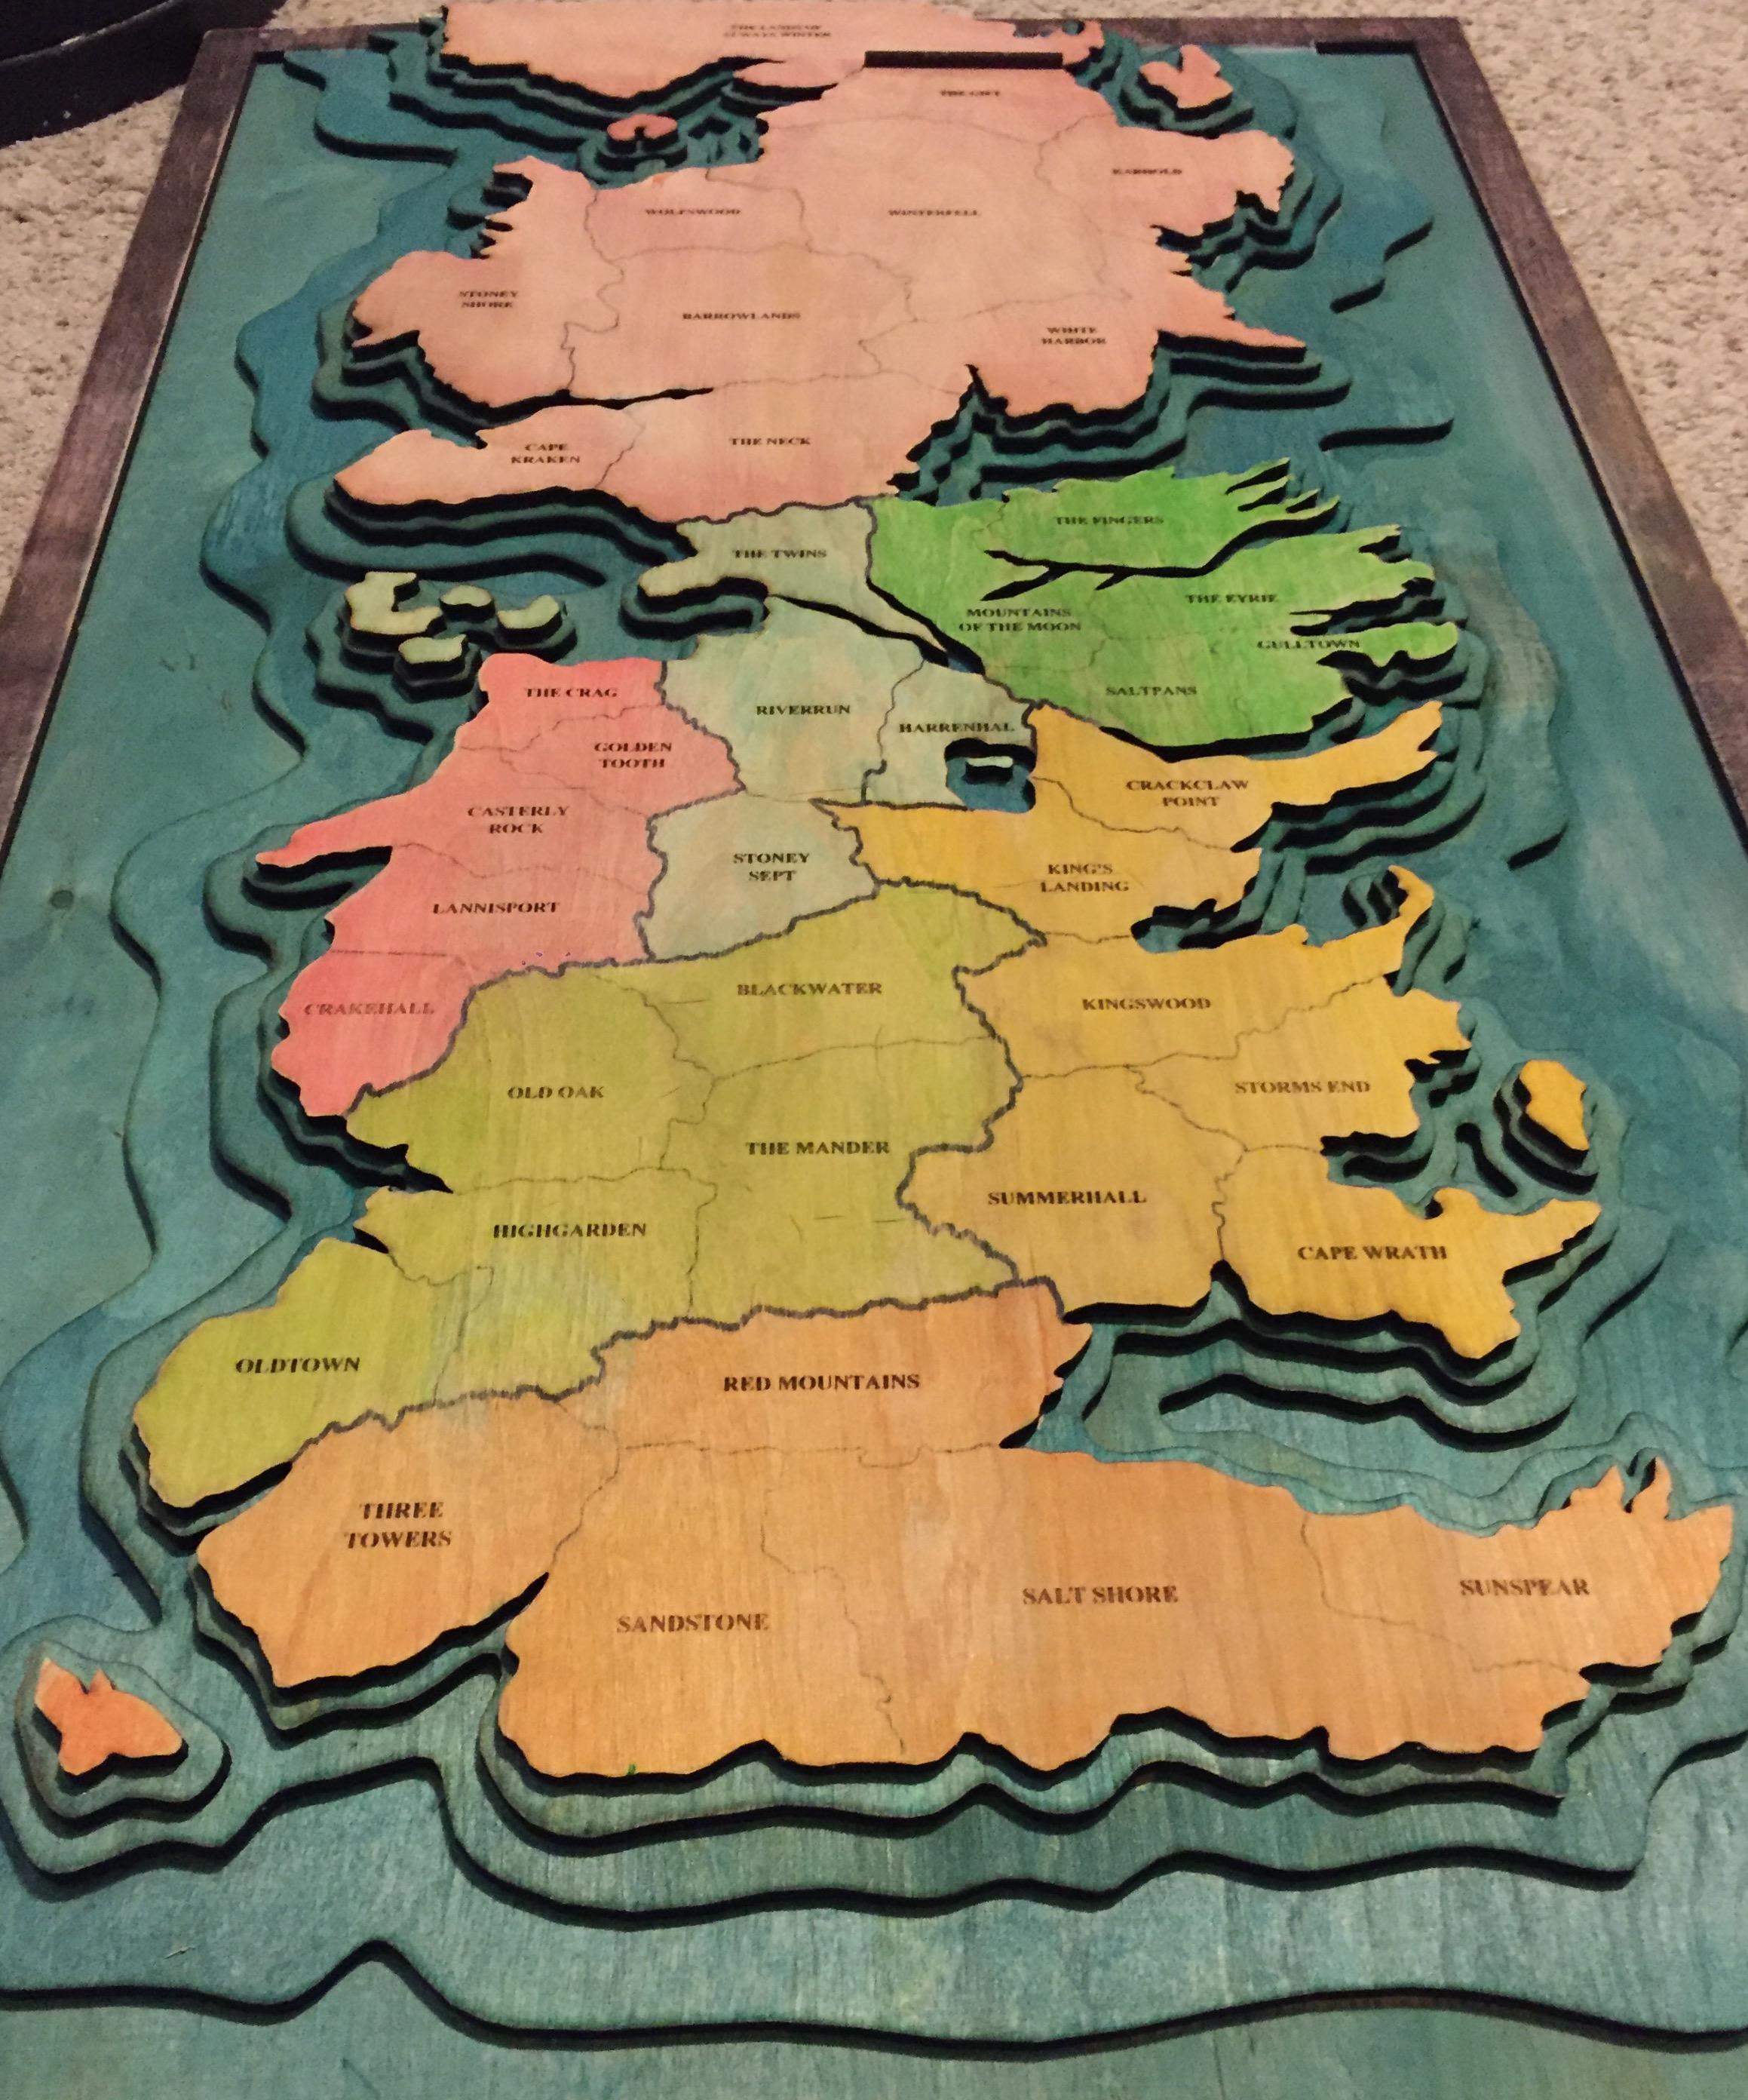 THE LANDS OF
ALWAYS WINTER
THE GIFT
KARHOLD
WOLFSWOOD
WINTERFELL
STONEY
SHORE
BARROWLANDS
WHITE
HARBOR
CAPE
KRAKEN
THE NECK
THE FINGERS
THE TWINS
THE EYRIE
MOUNTAINS
OF THE MOON
GULLTOWN
SALTPANS
THE CRAG
RIVERRUN
HARRENHAL
GOLDEN
TOOTH
CRACKCLAW
POINT
CASTERLY
ROCK
STONEY
SEPT
KING'S
LANDING
LANNISPORT
BLACKWATER
KINGSWOOD
CRAKEHALL
OLD OAK
STORMS END
THE MANDER
SUMMERHALL
HIGHGARDEN
CAPE WRATH
OLDTOWN
RED MOUNTAINS
THREE
TOWERS
SALT SHORE
SUNSPEAR
SANDSTONE